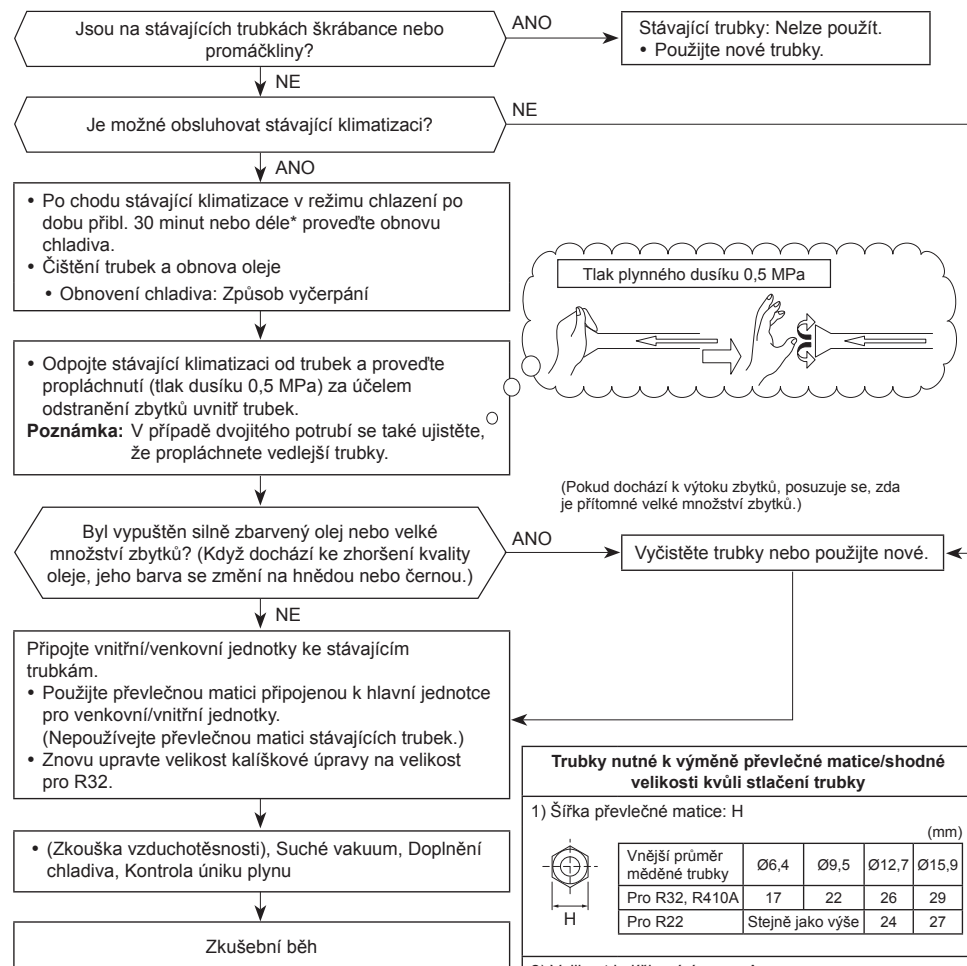 Jsou na stávajících trubkách škrábance nebo
promáčkliny?
ANO
Stávající trubky: Nelze použít.
• Použijte nové trubky.
NE
Je možné obsluhovat stávající klimatizaci?
NE
ANO
• Po chodu stávající klimatizace v režimu chlazení po
dobu přibl. 30 minut nebo déle* proveďte obnovu
chladiva.
• Čištění trubek a obnova oleje
• Obnovení chladiva: Způsob vyčerpání
Tlak plynného dusíku 0,5 MPa
• Odpojte stávající klimatizaci od trubek a proveďte
propláchnutí (tlak dusíku 0,5 MPa) za účelem
odstranění zbytků uvnitř trubek.
Poznámka: V případě dvojitého potrubí se také ujistěte,
že propláchnete vedlejší trubky.
(Pokud dochází k výtoku zbytků, posuzuje se, zda
je přítomné velké množství zbytků.)
Byl vypuštěn silně zbarvený olej nebo velké
množství zbytků? (Když dochází ke zhoršení kvality
oleje, jeho barva se změní na hnědou nebo černou.)
ANO
Vyčistěte trubky nebo použijte nové.
NE
Připojte vnitřní/venkovní jednotky ke stávajícím
trubkám.
• Použijte převlečnou matici připojenou k hlavní jednotce
pro venkovní/vnitřní jednotky.
(Nepoužívejte převlečnou matici stávajících trubek.)
• Znovu upravte velikost kalíškové úpravy na velikost
pro R32.
• (Zkouška vzduchotěsnosti), Suché vakuum, Doplnění
chladiva, Kontrola úniku plynu
Zkušební běh
Trubky nutné k výměně převlečné matice/shodné
velikosti kvůli stlačení trubky
1) Šířka převlečné matice: H
(mm)
H
Vnější průměr
měděné trubky Ø6,4 Ø9,5 Ø12,7 Ø15,9
Pro R32, R410A 17 22 26 29
Pro R22 Stejně jako výše 24 27